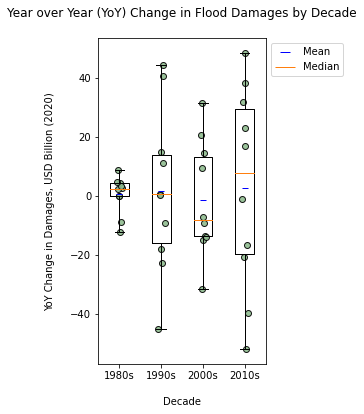 Year over Year (YoY) Change in Flood Damages by Decade
Mean
Median
YoY Change in Damages, USD Billion (2020)
40
20
0
−20
−40
1980s 1990s 2000s 2010s
Decade